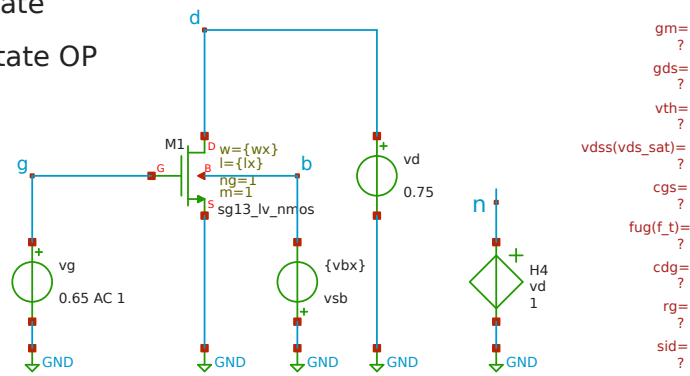 ate
tate OP
d
M1
D
w={wx}
l={lx}
G
B
ng=1
m=1
S
sg13_lv_nmos
g
b
+
vd
0.75
n
+
vg
0.65 AC 1
{vbx}
vsb
+
+
H4
vd
1
GND
GND
GND
GND
GND
gm=
?
gds=
?
vth=
?
vdss(vds_sat)=
?
cgs=
?
fug(f_t)=
?
cdg=
?
rg=
?
sid=
?